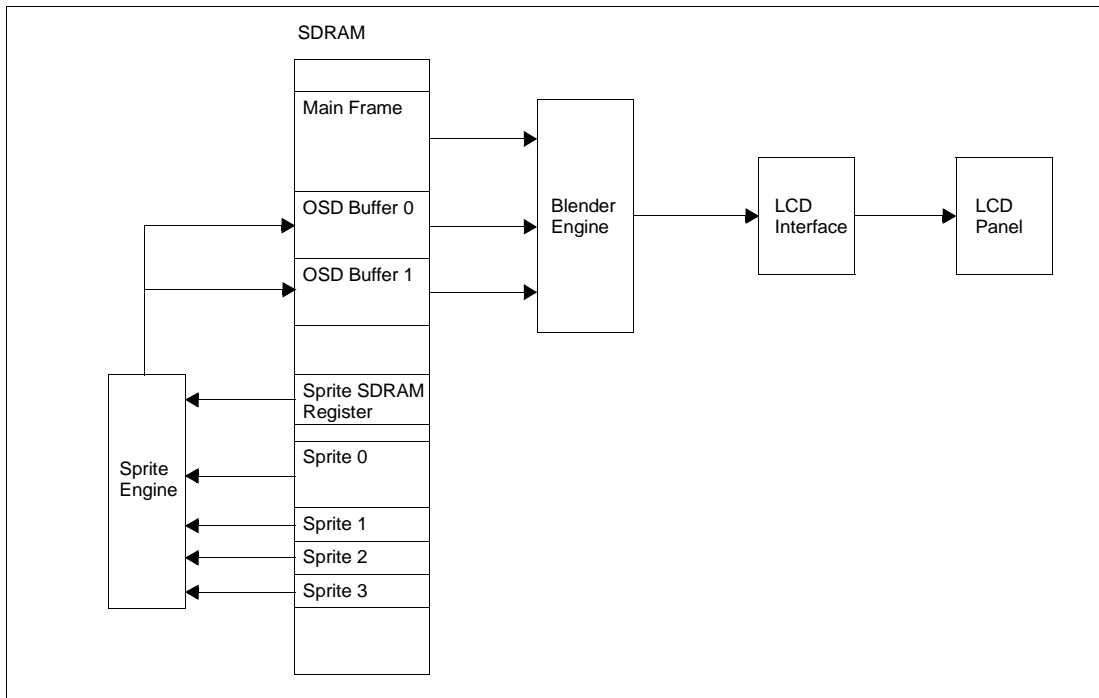 SDRAM
Main Frame
OSD Buffer 0
OSD Buffer 1
Sprite SDRAM
Register
Sprite 0
Sprite 1
Sprite 2
Sprite 3
Sprite
Engine
Blender
Engine
LCD
Interface
LCD
Panel